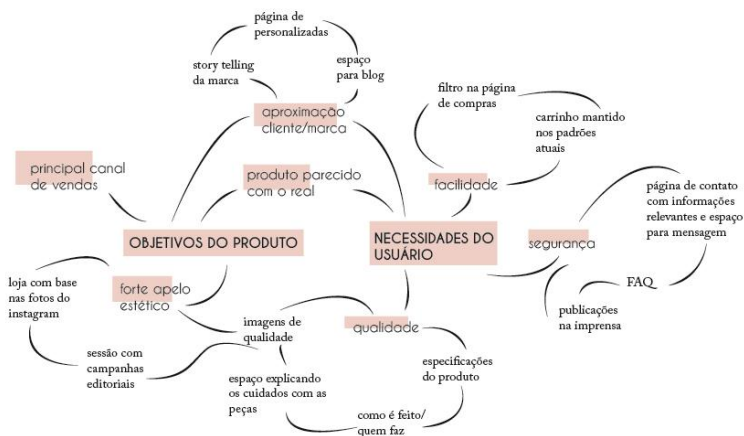 página de
personalizadas
story telling
da marca
espaço
para blog
aproximação
cliente/marca
filtro na página
de compras
carrinho mantido
nos padrões
atuais
principal canal
de vendas
produto parecido
com o real
facilidade
página de contato
com informações
relevantes e espaço
para mensagem
OBJETIVOS DO PRODUTO
NECESSIDADES DO
USUÁRIO
segurança
loja com base
nas fotos do
instagram
forte apelo
estético
FAQ
publicações
na imprensa
imagens de
qualidade
qualidade
sessão com
campanhas
editoriais
especificações
do produto
espaço explicando
os cuidados com as
peças
como é feito/
quem faz